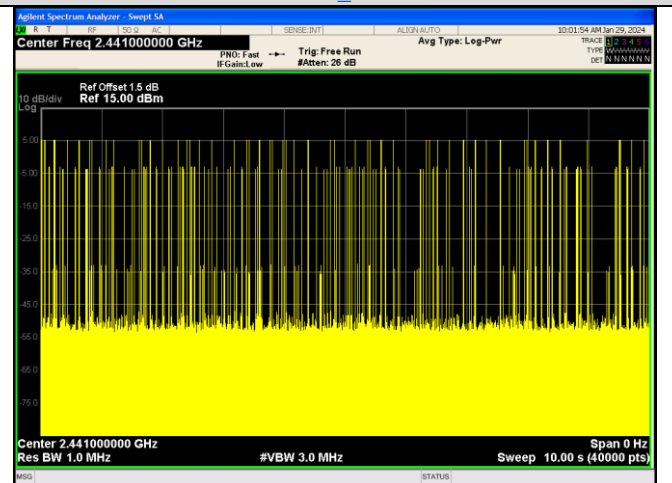 Agilent Spectrum Analyzer - Swept SA
R T RF 50 Ω AC SENSE:INT ALIGN AUTO 10:01:54 AM Jan 29, 2024
Center Freq 2.441000000 GHz
Avg Type: Log-Pwr
TRACE 1 2 3 4 5 6
PNO: Fast
Trig: Free Run
TYPE
IFGain:Low
#Atten: 26 dB
DET N N N N N N
Ref Offset 1.5 dB
10 dB/div Ref 15.00 dBm
Log
5.00
-5.00
-15.0
-25.0
-35.0
-45.0
-55.0
-65.0
-75.0
Center 2.441000000 GHz Span 0 Hz
Res BW 1.0 MHz #VBW 3.0 MHz Sweep 10.00 s (40000 pts)
MSG STATUS